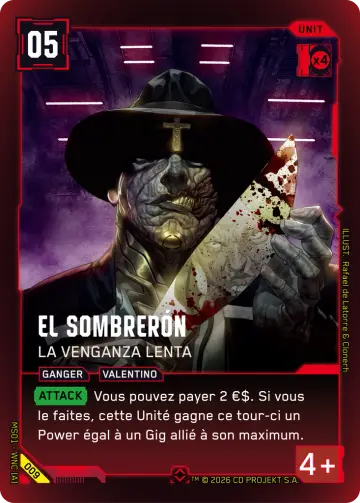 05
UNIT
x4
ILLUST. Rafael de Latorre & Clonerh
EL SOMBRERÓN
LA VENGANZA LENTA
GANGER VALENTINO
ATTACK Vous pouvez payer 2 €$. Si vous
le faites, cette Unité gagne ce tour-ci un
Power égal à un Gig allié à son maximum.
009
™ © 2026 CD PROJEKT S.A.
4+